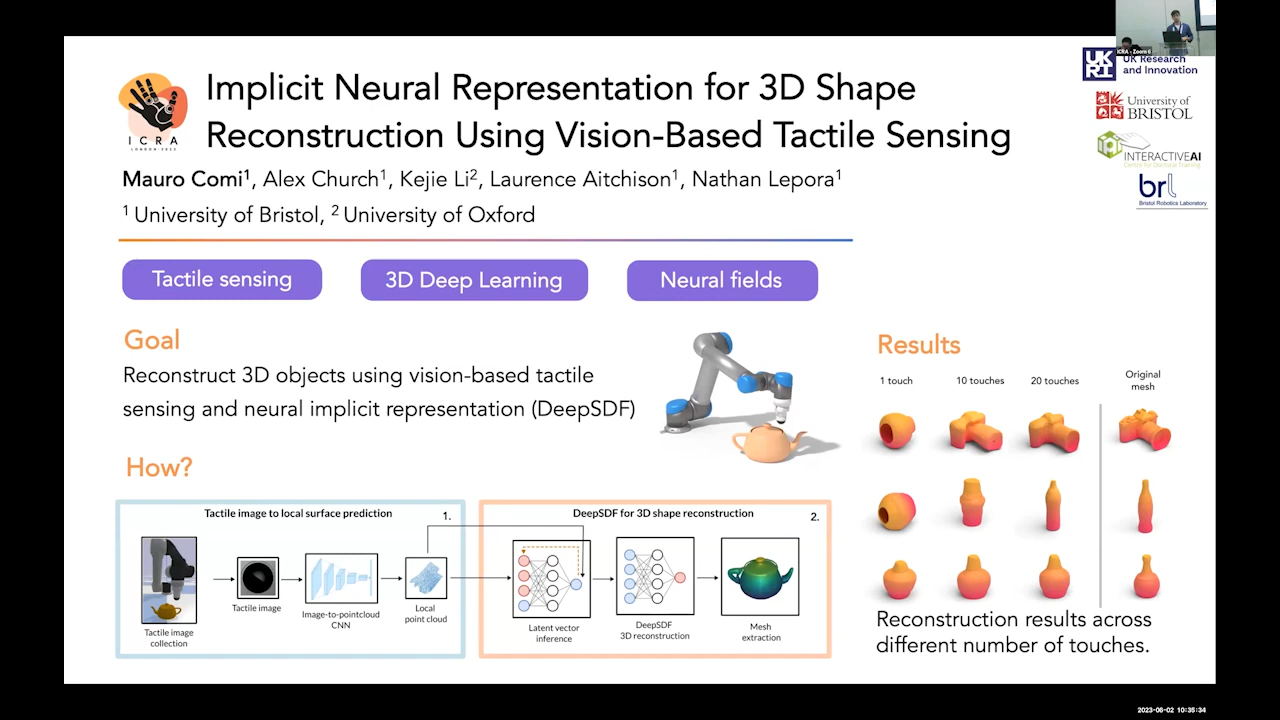 ICRA - Zoom 6
Implicit Neural Representation for 3D Shape
Reconstruction Using Vision-Based Tactile Sensing
ICRA
LONDON·2023
UK
RI
UK Research
and Innovation
University of
BRISTOL
INTERACTIVE AI
Centre for Doctoral Training
brl
Bristol Robotics Laboratory
Mauro Comi¹, Alex Church¹, Kejie Li², Laurence Aitchison¹, Nathan Lepora¹
¹ University of Bristol, ² University of Oxford
Tactile sensing
3D Deep Learning
Neural fields
Goal
Reconstruct 3D objects using vision-based tactile
sensing and neural implicit representation (DeepSDF)
How?
Tactile image to local surface prediction
1.
Tactile image
collection
Tactile image
Image-to-pointcloud
CNN
Local
point cloud
DeepSDF for 3D shape reconstruction
2.
Latent vector
inference
DeepSDF
3D reconstruction
Mesh
extraction
Results
1 touch
10 touches
20 touches
Original
mesh
Reconstruction results across
different number of touches.
2023-06-02 10:35:34